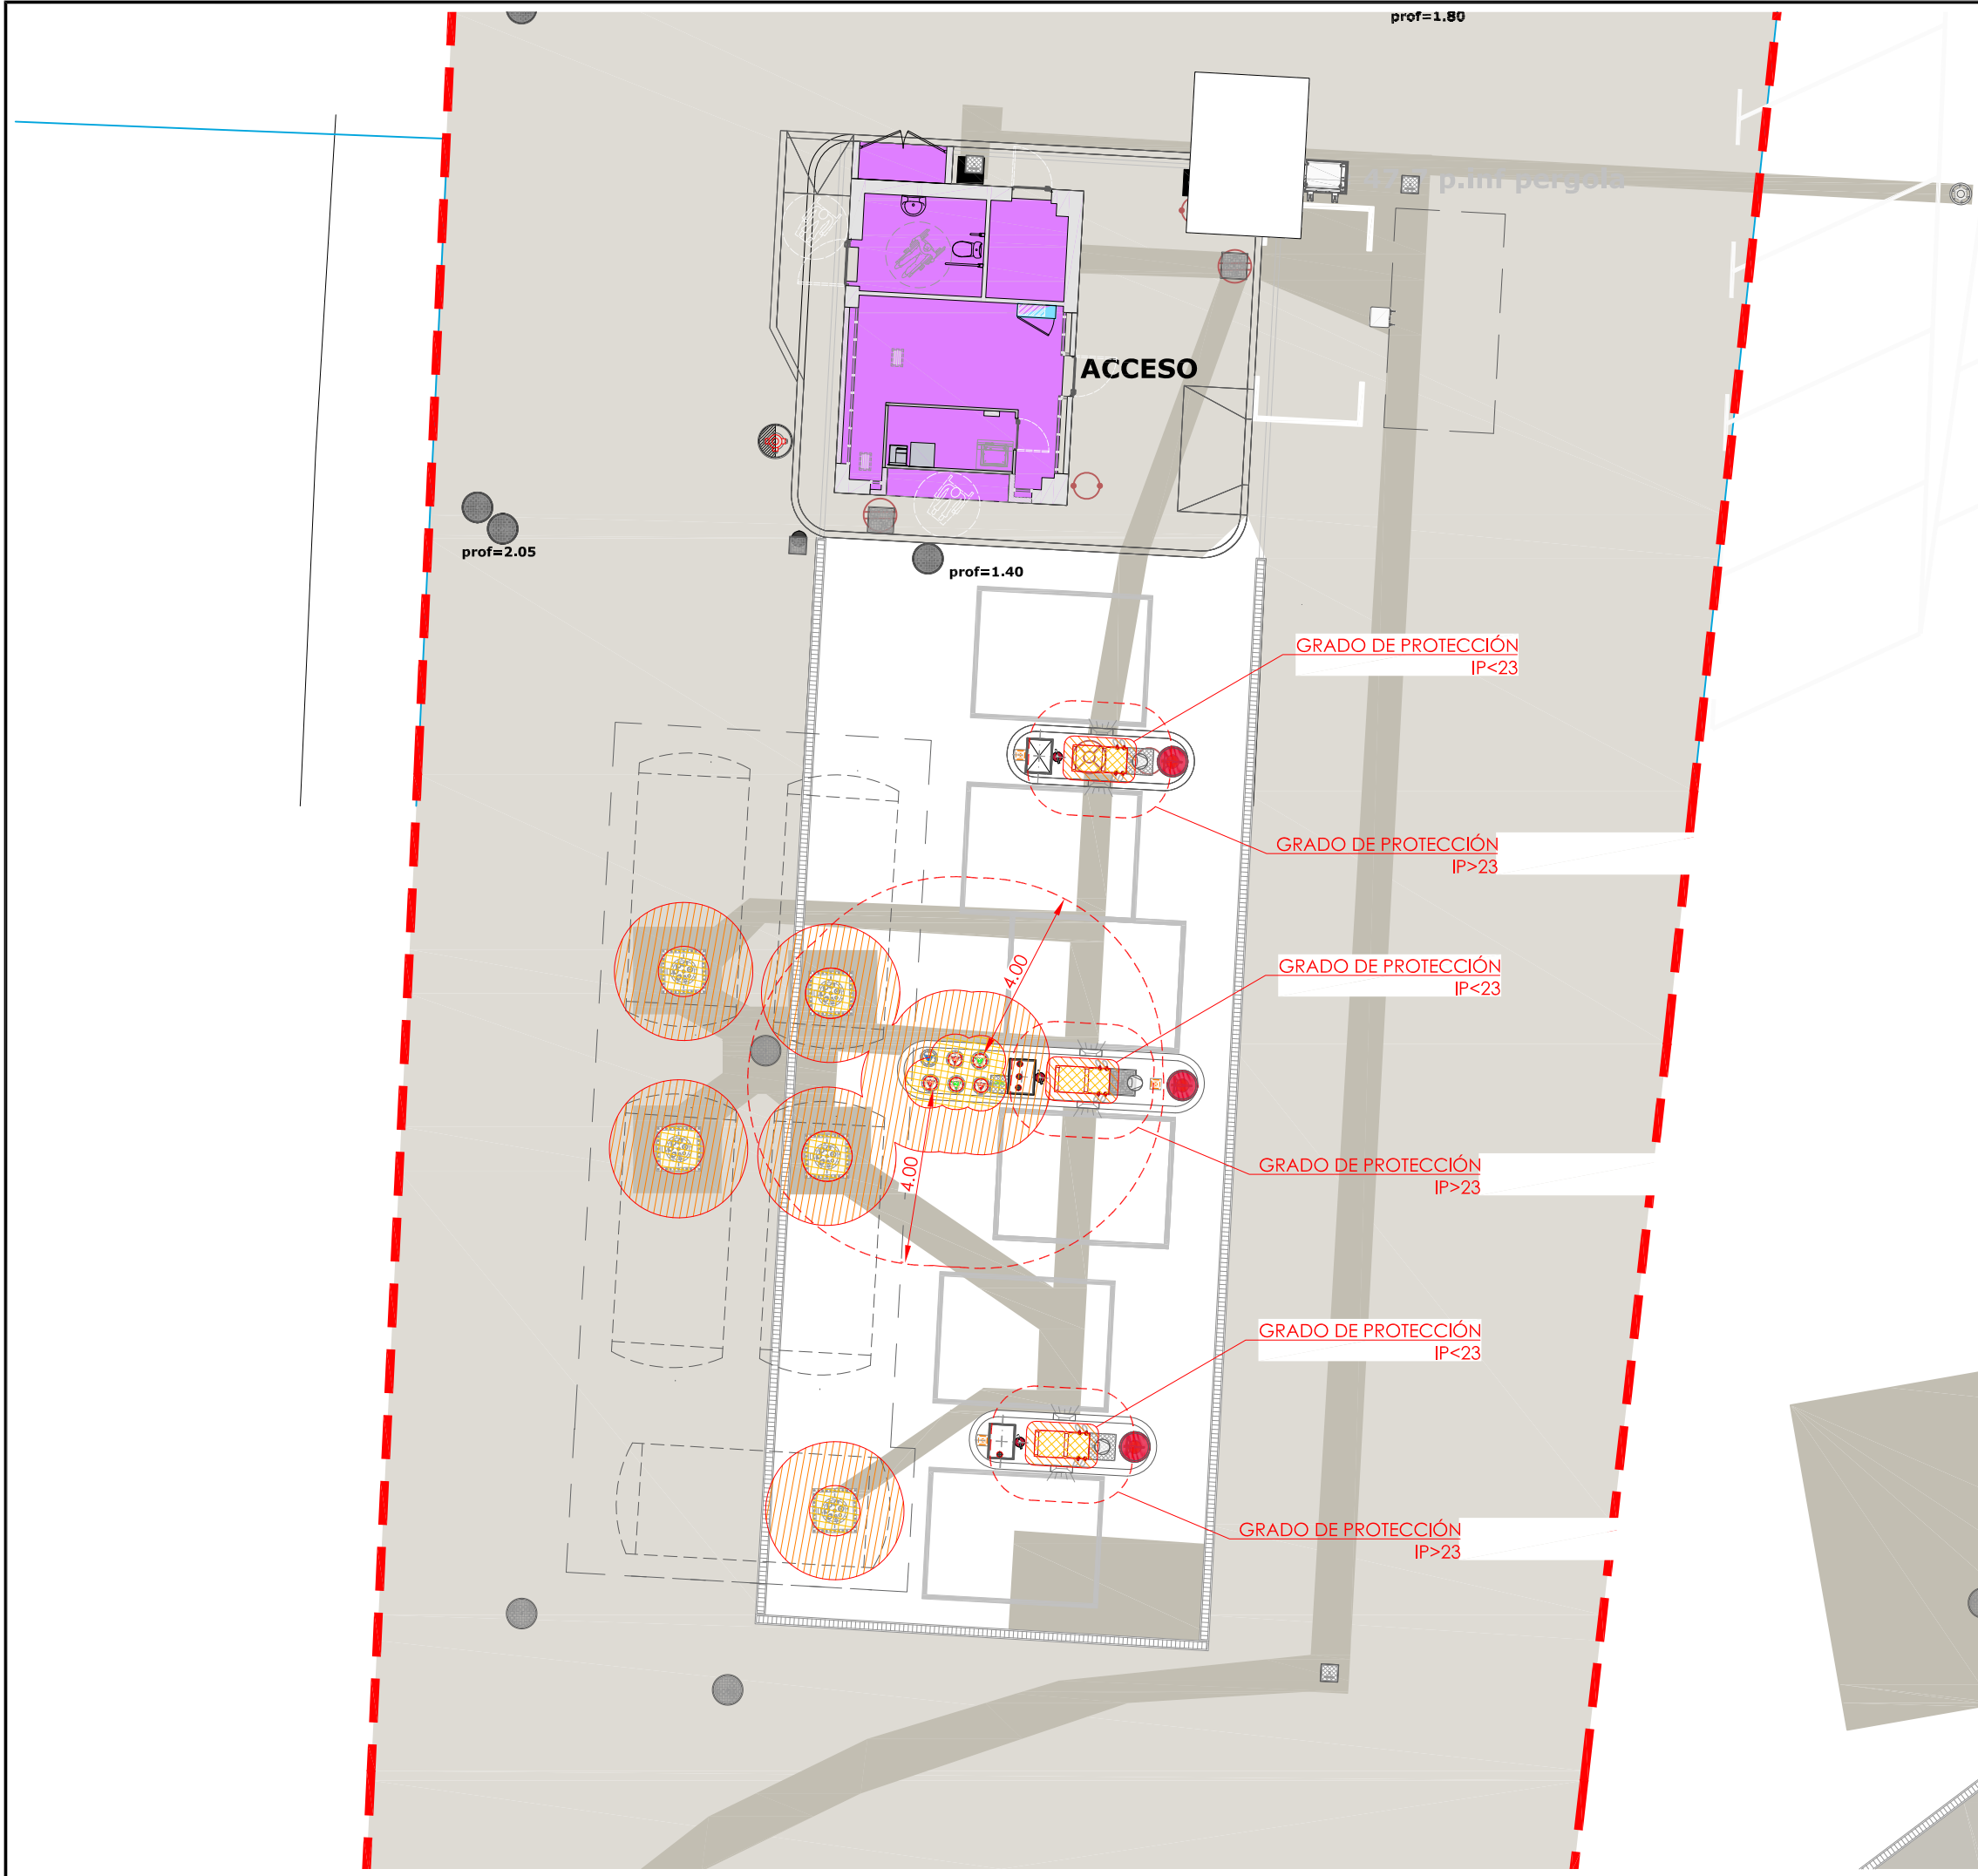 prof=1.80
p.inf pergola
ACCESO
prof=2.05
prof=1.40
GRADO DE PROTECCIÓN
IP<23
GRADO DE PROTECCIÓN
IP>23
4.00
GRADO DE PROTECCIÓN
IP<23
4.00
GRADO DE PROTECCIÓN
IP>23
GRADO DE PROTECCIÓN
IP<23
GRADO DE PROTECCIÓN
IP>23